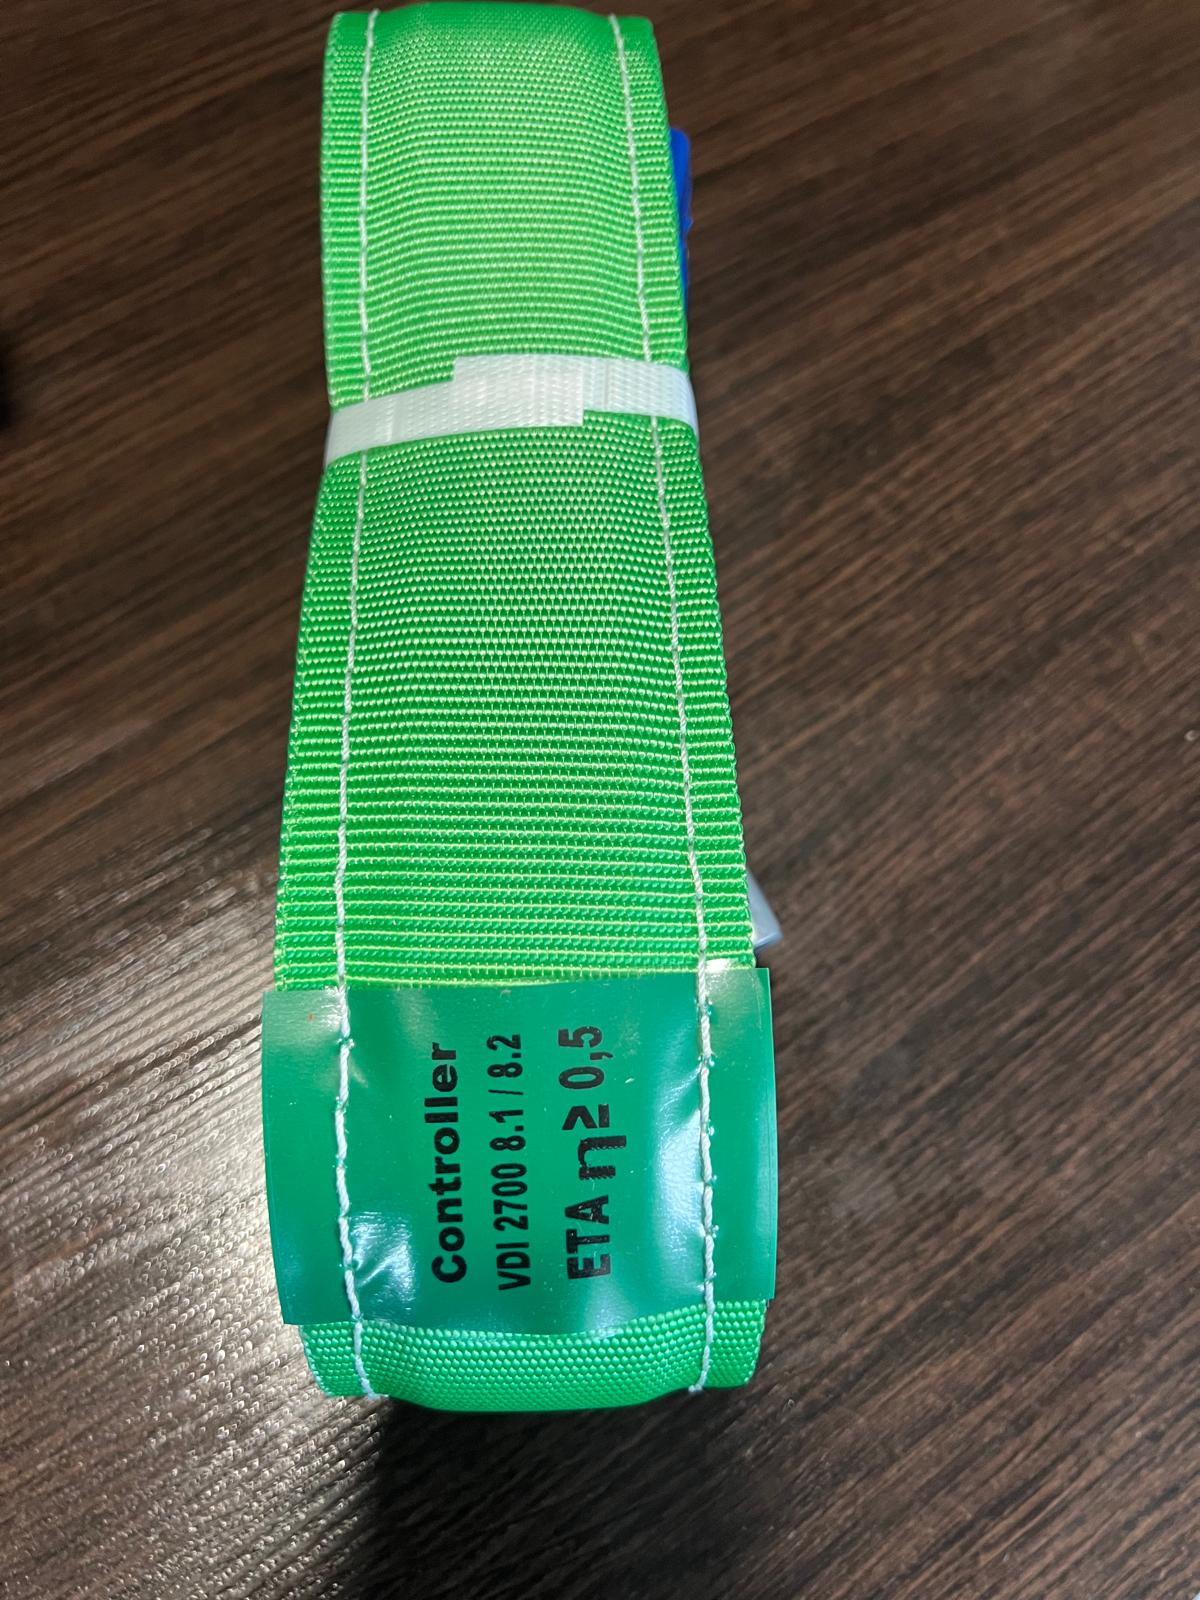 Controller
VDI 2700 8.1 / 8.2
ETA η≥ 0,5